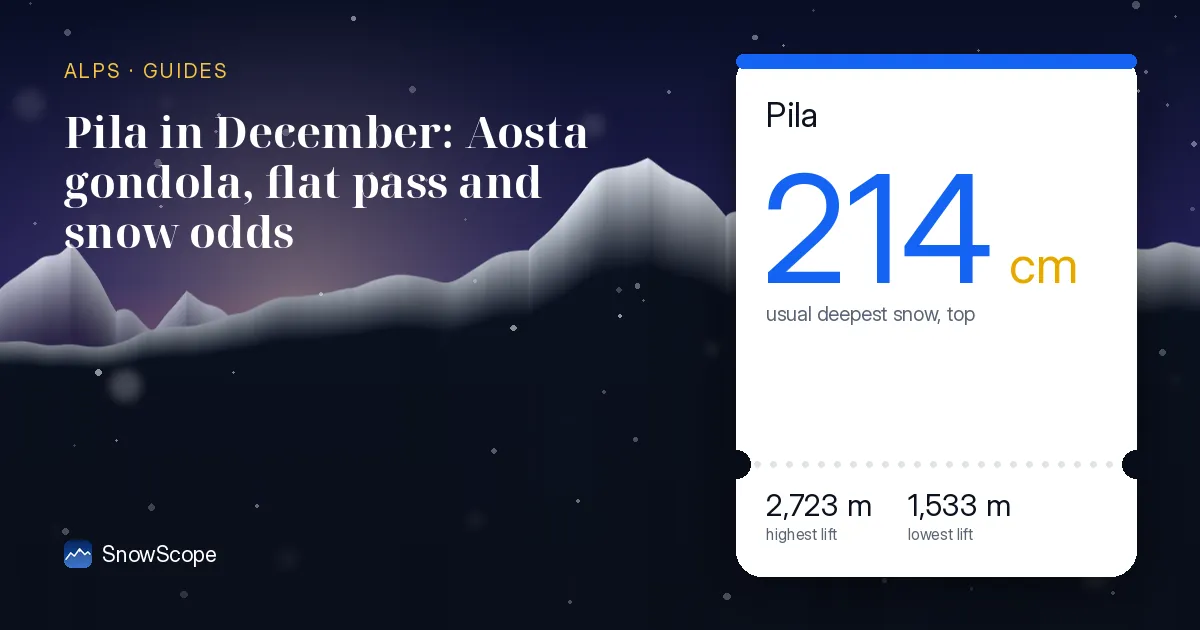 ALPS · GUIDES
Pila in December: Aosta
gondola, flat pass and
snow odds
SnowScope
Pila
214 cm
usual deepest snow, top
2,723 m
highest lift
1,533 m
lowest lift